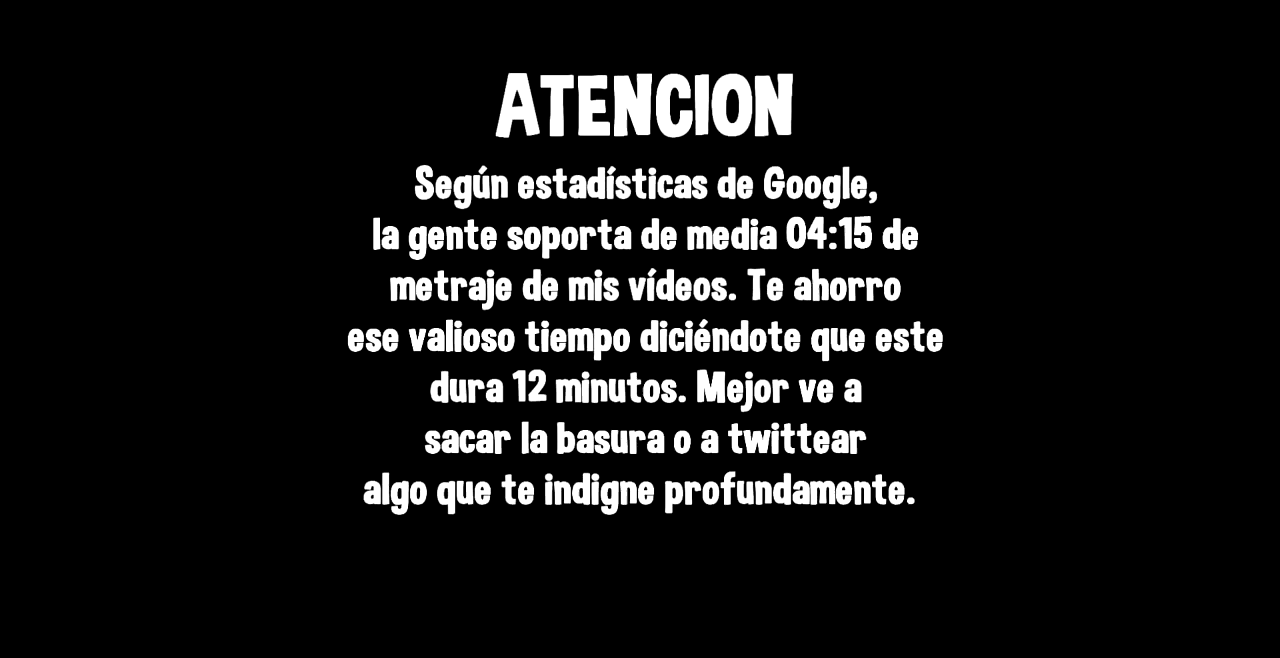 ATENCION
Según estadísticas de Google,
la gente soporta de media 04:15 de
metraje de mis vídeos. Te ahorro
ese valioso tiempo diciéndote que este
dura 12 minutos. Mejor ve a
sacar la basura o a twittear
algo que te indigne profundamente.